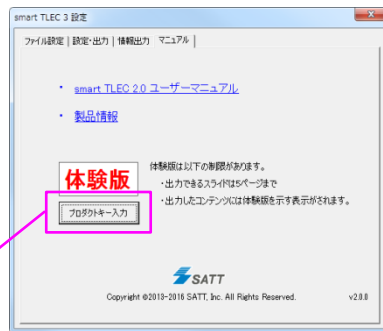 smart TLEC 3 設定
ファイル設定 設定・出力 情報出力 マニュアル
・ smart TLEC 2.0 ユーザーマニュアル
・ 製品情報
体験版
体験版は以下の制限があります。
・出力できるスライドは5ページまで
・出力したコンテンツには体験版を示す表示がされます。
プロダクトキー入力
SATT
Copyright ©2013-2016 SATT, Inc. All Rights Reserved.
v2.0.0